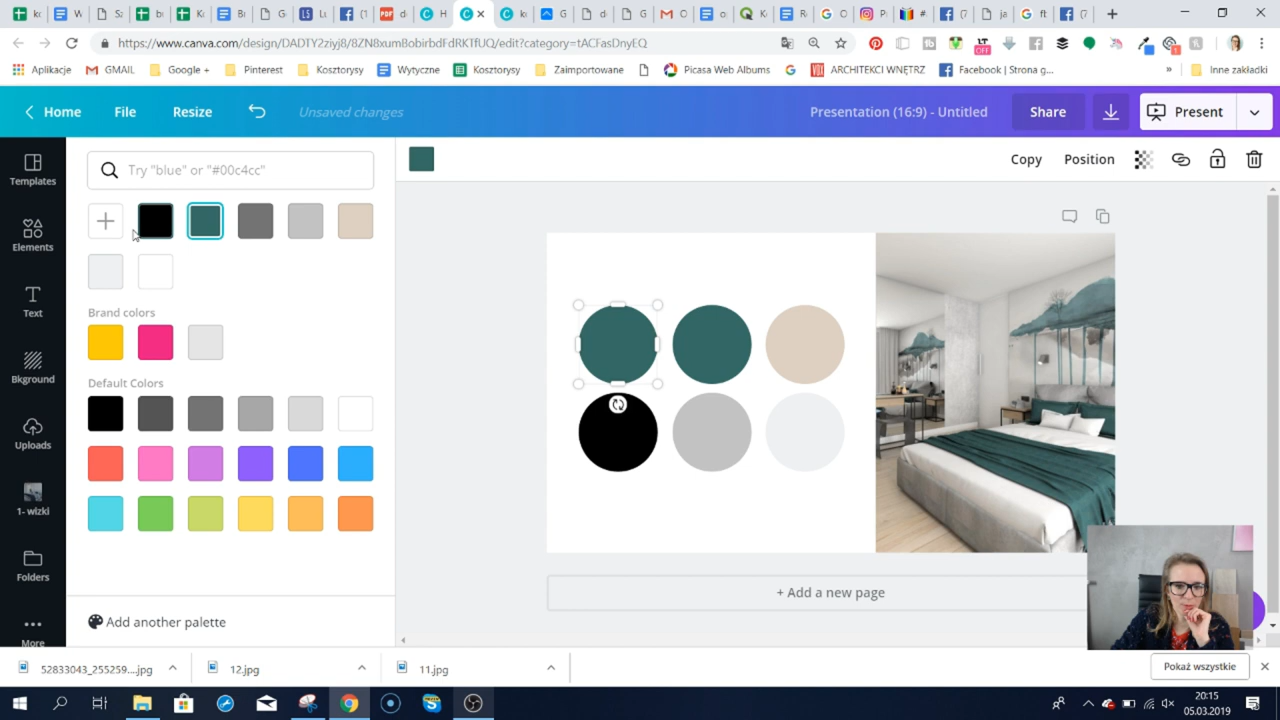 https://www.canva.com/design/DADTY2ziyj8/8ZN8xumBobirbdFdRKTfUQ/edit?category=tACFasDnyEQ
Aplikacje
GMAIL
Google +
Pinterest
Kosztorysy
Wytyczne
Kosztorysy
Zaimportowane
Picasa Web Albums
ARCHITEKCI WNĘTRZ
Facebook | Strona g...
»
Inne zakładki
Home
File
Resize
Unsaved changes
Presentation (16:9) - Untitled
Share
Present
Templates
Elements
Text
Bkground
Uploads
1- wizki
Folders
More
Try "blue" or "#00c4cc"
Brand colors
Default Colors
Add another palette
Copy
Position
+ Add a new page
52833043_255259....jpg
12.jpg
11.jpg
Pokaż wszystkie
20:15
05.03.2019